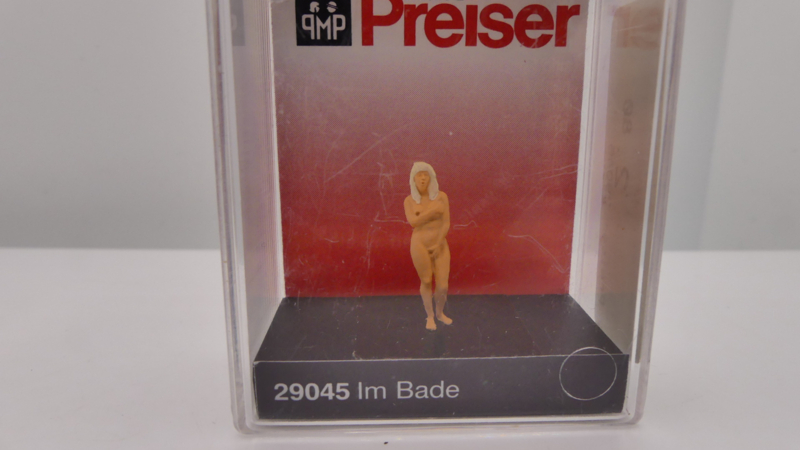 PMP Preiser
29045 Im Bade